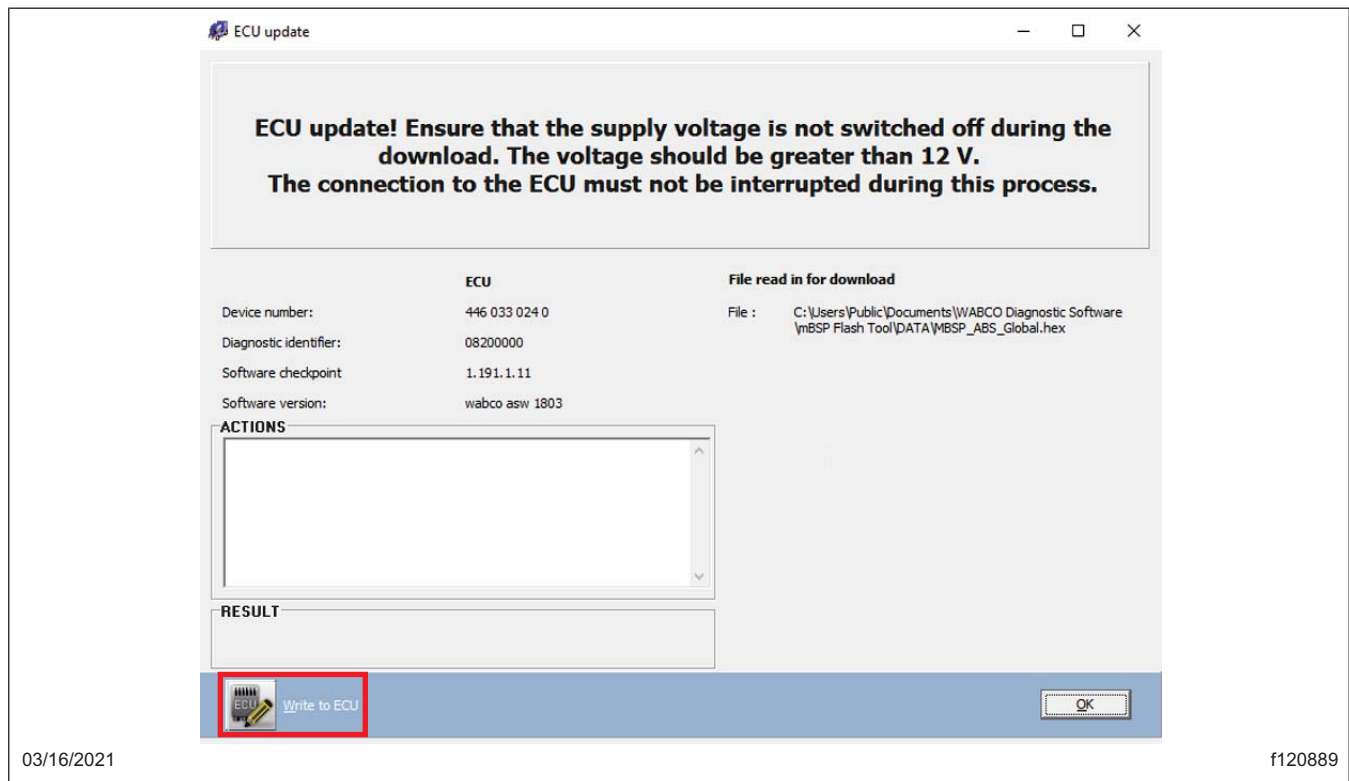 ECU update
ECU update! Ensure that the supply voltage is not switched off during the
download. The voltage should be greater than 12 V.
The connection to the ECU must not be interrupted during this process.
ECU
File read in for download
Device number: 446 033 024 0
File : C:\Users\Public\Documents\WABCO Diagnostic Software
\mBSP Flash Tool\DATA\MBSP_ABS_Global.hex
Diagnostic identifier: 08200000
Software checkpoint 1.191.1.11
Software version: wabco asw 1803
ACTIONS
RESULT
ECU
Write to ECU
OK
03/16/2021
f120889